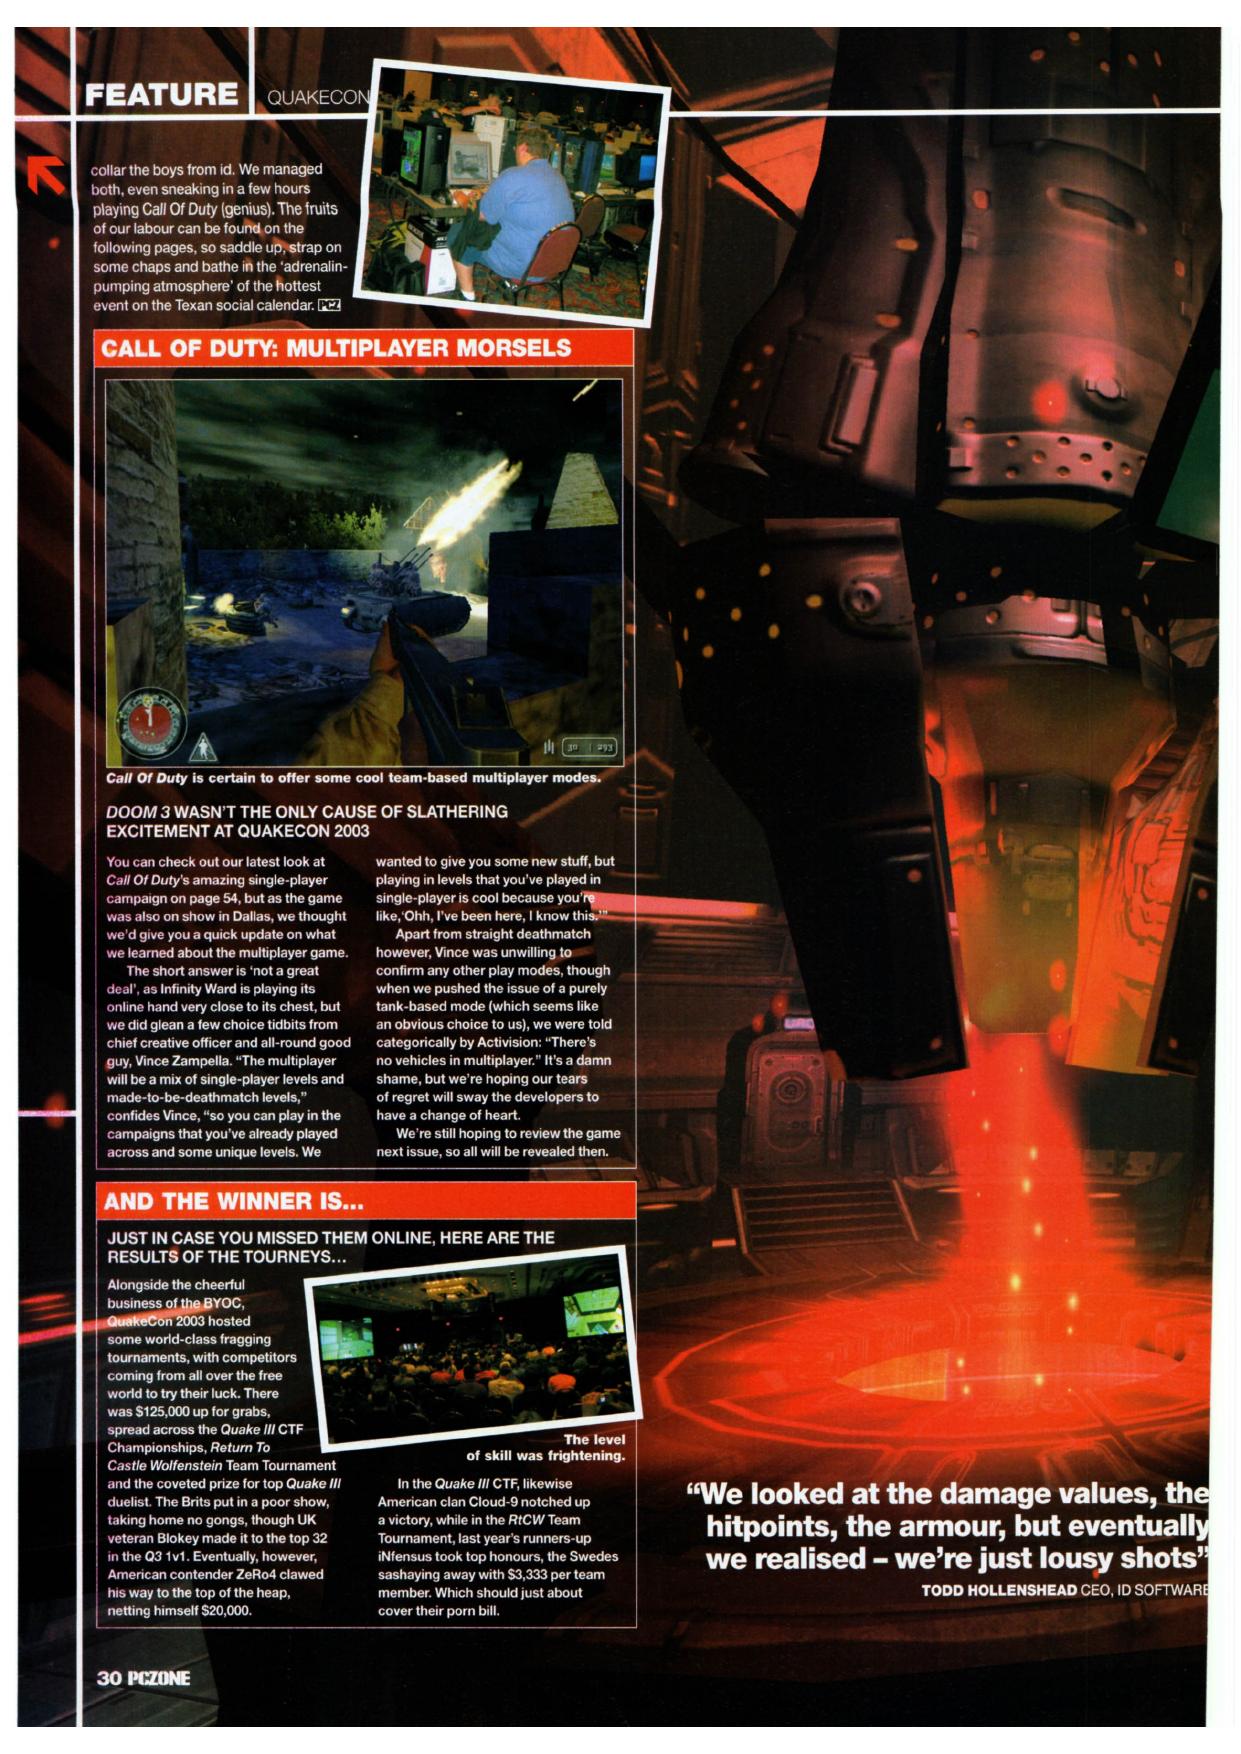 FEATURE
QUAKECON
collar the boys from id. We managed
both, even sneaking in a few hours
playing Call Of Duty (genius). The fruits
of our labour can be found on the
following pages, so saddle up, strap on
some chaps and bathe in the ‘adrenalin-
pumping atmosphere’ of the hottest
event on the Texan social calendar. PCZ
CALL OF DUTY: MULTIPLAYER MORSELS
30 | 293
Call Of Duty is certain to offer some cool team-based multiplayer modes.
DOOM 3 WASN'T THE ONLY CAUSE OF SLATHERING
EXCITEMENT AT QUAKECON 2003
You can check out our latest look at
Call Of Duty's amazing single-player
campaign on page 54, but as the game
was also on show in Dallas, we thought
we'd give you a quick update on what
we learned about the multiplayer game.
The short answer is ‘not a great
deal’, as Infinity Ward is playing its
online hand very close to its chest, but
we did glean a few choice tidbits from
chief creative officer and all-round good
guy, Vince Zampella. “The multiplayer
will be a mix of single-player levels and
made-to-be-deathmatch levels,”
confides Vince, “so you can play in the
campaigns that you've already played
across and some unique levels. We
wanted to give you some new stuff, but
playing in levels that you've played in
single-player is cool because you're
like,‘Ohh, I've been here, I know this.’”
Apart from straight deathmatch
however, Vince was unwilling to
confirm any other play modes, though
when we pushed the issue of a purely
tank-based mode (which seems like
an obvious choice to us), we were told
categorically by Activision: “There's
no vehicles in multiplayer.” It's a damn
shame, but we're hoping our tears
of regret will sway the developers to
have a change of heart.
We're still hoping to review the game
next issue, so all will be revealed then.
AND THE WINNER IS...
JUST IN CASE YOU MISSED THEM ONLINE, HERE ARE THE
RESULTS OF THE TOURNEYS...
Alongside the cheerful
business of the BYOC,
QuakeCon 2003 hosted
some world-class fragging
tournaments, with competitors
coming from all over the free
world to try their luck. There
was $125,000 up for grabs,
spread across the Quake III CTF
Championships, Return To
Castle Wolfenstein Team Tournament
and the coveted prize for top Quake III
duelist. The Brits put in a poor show,
taking home no gongs, though UK
veteran Blokey made it to the top 32
in the Q3 1v1. Eventually, however,
American contender ZeRo4 clawed
his way to the top of the heap,
netting himself $20,000.
The level
of skill was frightening.
In the Quake III CTF, likewise
American clan Cloud-9 notched up
a victory, while in the RtCW Team
Tournament, last year's runners-up
iNfensus took top honours, the Swedes
sashaying away with $3,333 per team
member. Which should just about
cover their porn bill.
“We looked at the damage values, the
hitpoints, the armour, but eventually
we realised – we're just lousy shots”
TODD HOLLENSHEAD CEO, ID SOFTWARE
30 PCZONE